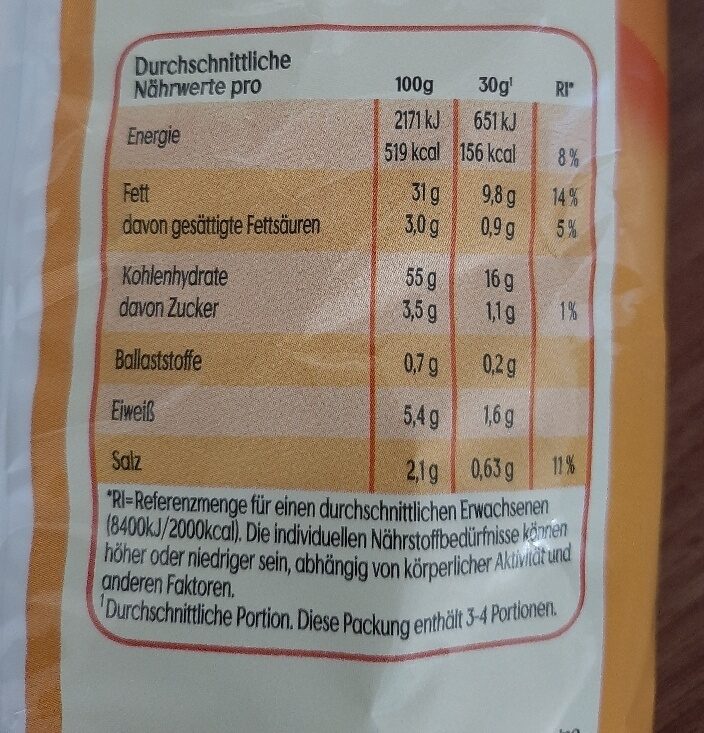 Durchschnittliche
Nährwerte pro 100g 30g¹ RI*
Energie 2171 kJ 651 kJ
519 kcal 156 kcal 8%
Fett 31 g 9,8 g 14%
davon gesättigte Fettsäuren 3,0 g 0,9 g 5%
Kohlenhydrate 55 g 16 g
davon Zucker 3,5 g 1,1 g 1%
Ballaststoffe 0,7 g 0,2 g
Eiweiß 5,4 g 1,6 g
Salz 2,1 g 0,63 g 11%
*RI=Referenzmenge für einen durchschnittlichen Erwachsenen
(8400kJ/2000kcal). Die individuellen Nährstoffbedürfnisse können
höher oder niedriger sein, abhängig von körperlicher Aktivität und
anderen Faktoren.
¹Durchschnittliche Portion. Diese Packung enthält 3-4 Portionen.